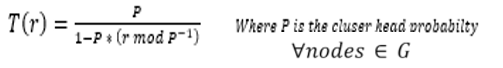 T(r) = P / 1−P∗(r mod P⁻¹) Where P is the cluser head probabilty
∀nodes ∈ G